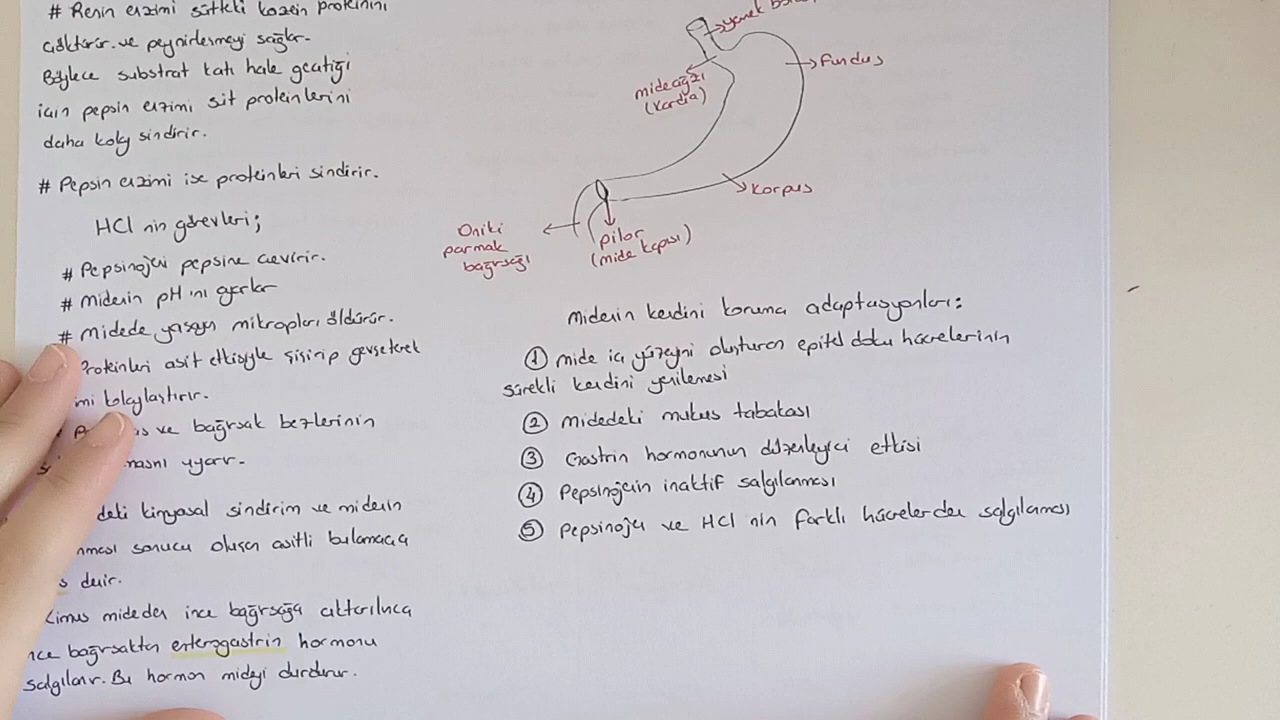 # Renin enzimi sütteki kazein proteinini
çöktürür ve peynirleşmeyi sağlar.
Böylece substrat katı hale geçtiği
için pepsin enzimi süt proteinlerini
daha kolay sindirir.
# Pepsin enzimi ise proteinleri sindirir.
HCl nin görevleri;
# Pepsinojeni pepsine çevirir.
# Midenin pH ını ayarlar
# Midede yaşayan mikropları öldürür.
Proteinleri asit etkisiyle şişirip gevşeterek
kolaylaştırır.
ve bağırsak bezlerinin
uyarır.
kimyasal sindirim ve midenin
sonucu oluşan asitli bulamaca
denir.
Kimus mideden ince bağırsağa aktarılınca
ince bağırsaktan enterogastrin hormonu
salgılanır. Bu hormon mideyi durdurur.
yemek
mide ağzı
(kardia)
Fundus
Korpus
Oniki
parmak
bağırsağı
pilor
(mide kapısı)
Midenin kendini koruma adaptasyonları:
① mide iç yüzeyni oluşturan epitel doku hücrelerinin
sürekli kendini yenilemesi
② Midedeki mukus tabakası
③ Gastrin hormonunun düzenleyici etkisi
④ Pepsinojenin inaktif salgılanması
⑤ Pepsinojen ve HCl nin farklı hücrelerden salgılanması